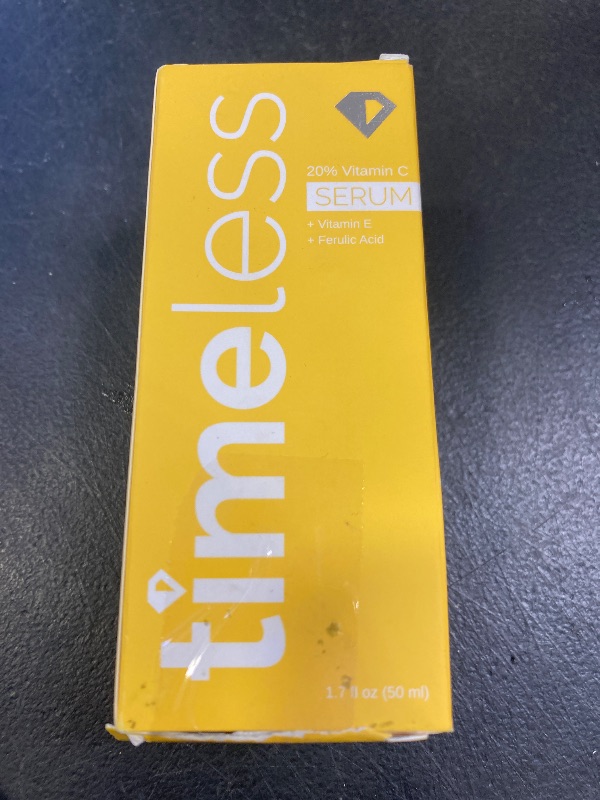 timeless
20% Vitamin C
SERUM
+ Vitamin E
+ Ferulic Acid
1.7 fl oz (50 ml)